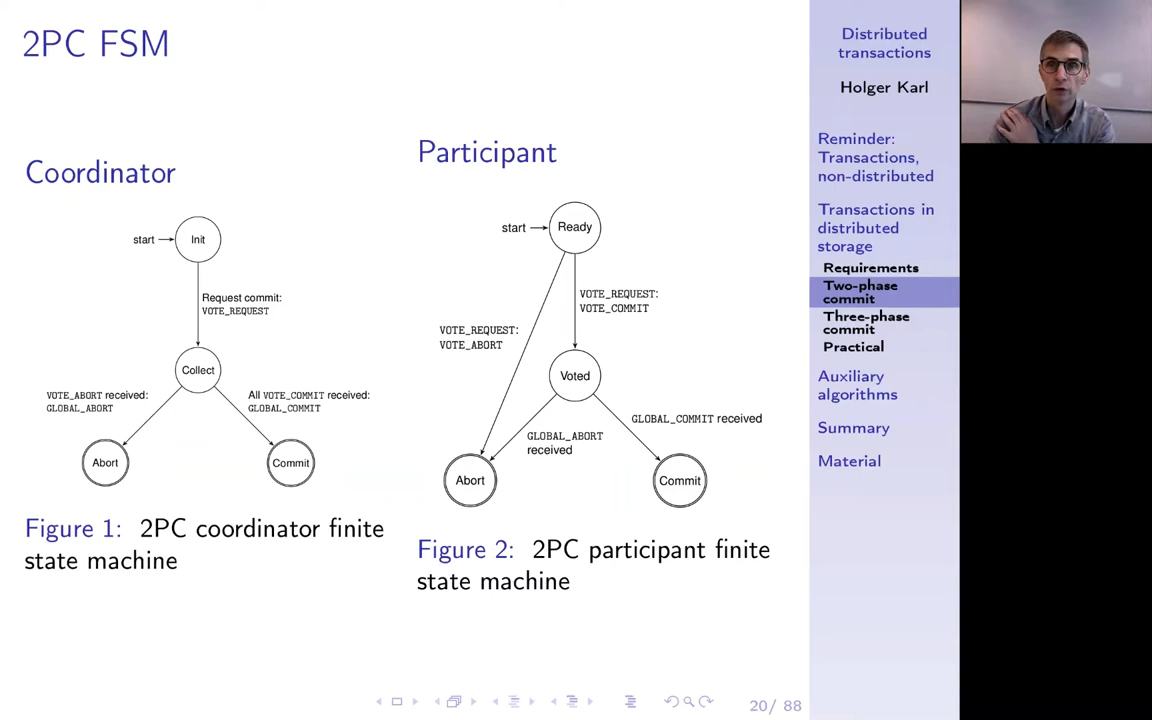 2PC FSM
Coordinator
start
Init
Request commit:
VOTE_REQUEST
Collect
VOTE_ABORT received:
GLOBAL_ABORT
All VOTE_COMMIT received:
GLOBAL_COMMIT
Abort
Commit
Figure 1: 2PC coordinator finite
state machine
Participant
start
Ready
VOTE_REQUEST:
VOTE_COMMIT
VOTE_REQUEST:
VOTE_ABORT
Voted
GLOBAL_COMMIT received
GLOBAL_ABORT
received
Abort
Commit
Figure 2: 2PC participant finite
state machine
20/ 88
Distributed
transactions
Holger Karl
Reminder:
Transactions,
non-distributed
Transactions in
distributed
storage
Requirements
Two-phase
commit
Three-phase
commit
Practical
Auxiliary
algorithms
Summary
Material